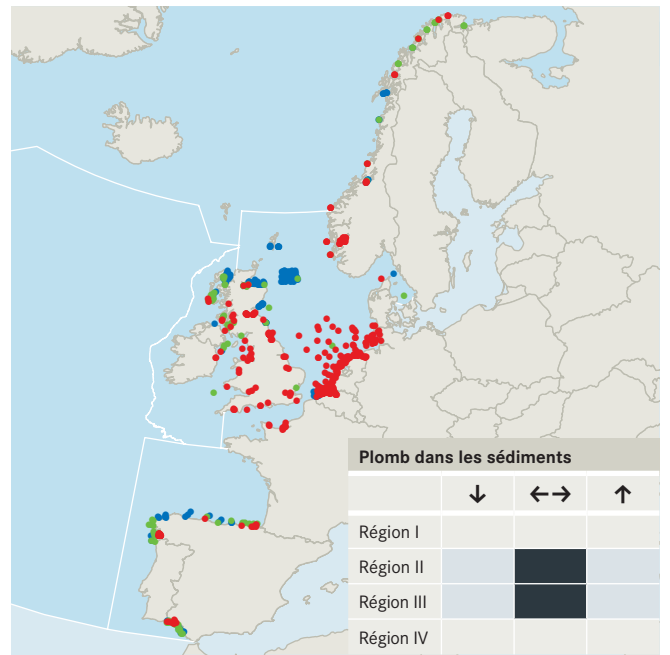 Plomb dans les sédiments
↓ ←→ ↑
Région I
Région II
Région III
Région IV